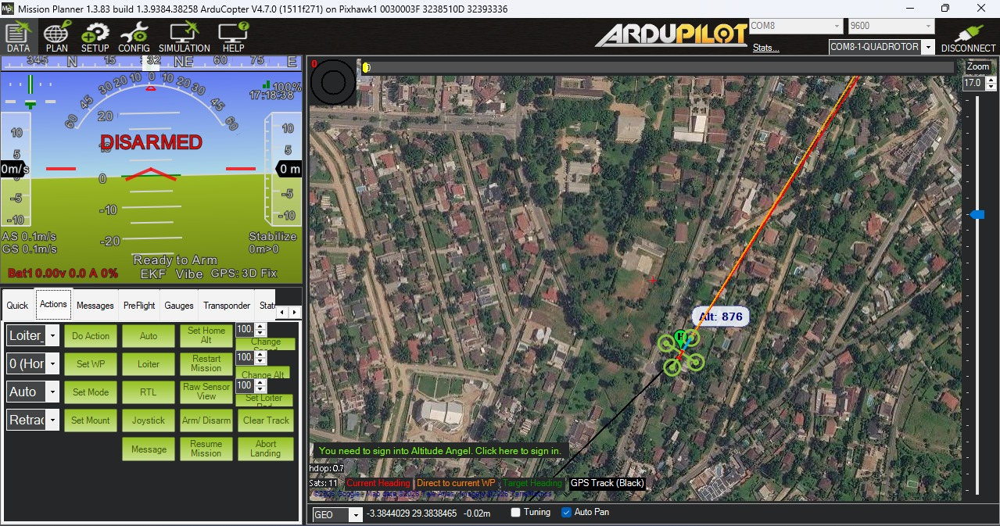 Mission Planner 1.3.83 build 1.3.9384.38258 ArduCopter V4.7.0 (1511f271) on Pixhawk1 0030003F 3238510D 32393336
DATA PLAN SETUP CONFIG SIMULATION HELP
ARDUPILOT
COM8 9600
Stats...
COM8-1-QUADROTOR
DISCONNECT
345 N 15 32 NE 60 75 E
100%
17:18:38
60 45 30 20 10 0 10 20 30 45 60
20
DISARMED
0
-10
-20
10
5
0m/s
-5
-10
10
5
0 m
-5
-10
AS 0.1m/s
GS 0.1m/s
Stabilize
0m>0
Ready to Arm
Bat1 0.00v 0.0 A 0% EKF Vibe GPS: 3D Fix
Quick Actions Messages PreFlight Gauges Transponder
Loiter_ Do Action Auto Set Home Alt 100. Change
0 (Hor Set WP Loiter Restart Mission 100. Change Alt
Auto Set Mode RTL Raw Sensor View 100 Set Loiter
Retrac Set Mount Joystick Arm/ Disarm Clear Track
Message Resume Mission Abort Landing
0
Zoom
17.0
H
Alt: 876
You need to sign into Altitude Angel. Click here to sign in.
hdop: 0.7
Sats: 11 Current Heading Direct to current WP Target Heading GPS Track (Black)
GEO -3.3844029 29.3838465 -0.02m Tuning Auto Pan